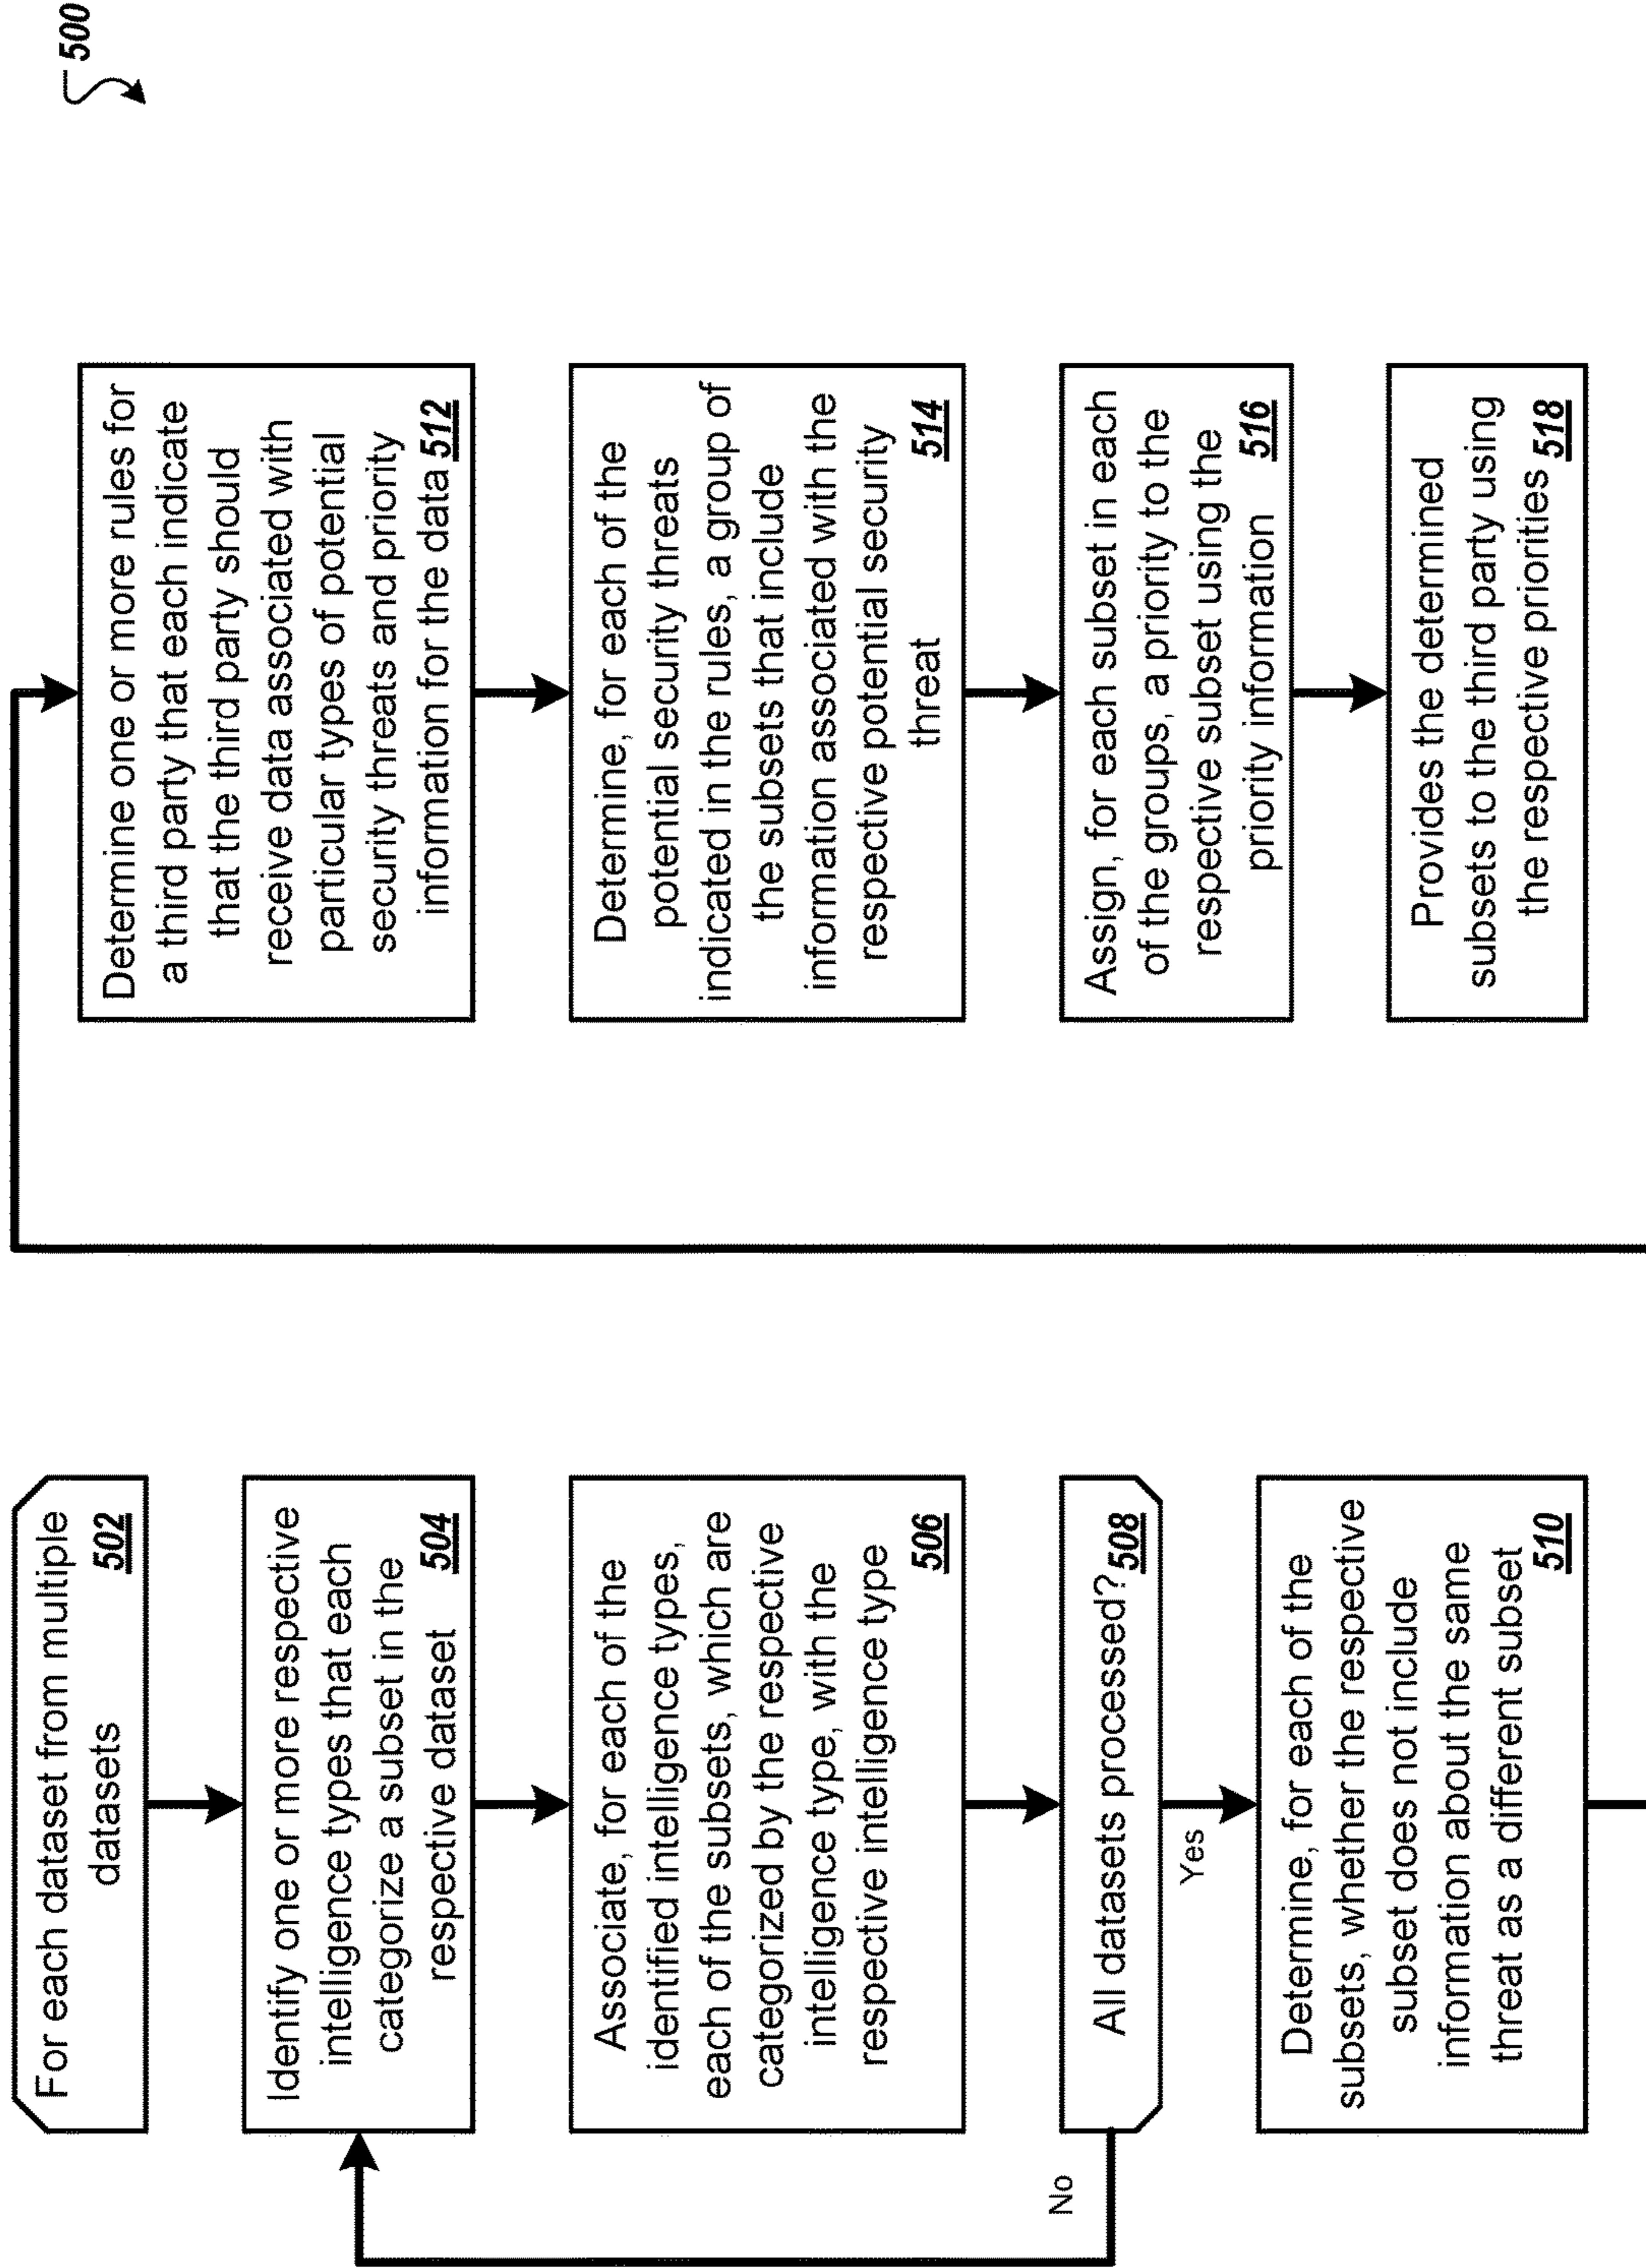 500
For each dataset from multiple
datasets 502
Identify one or more respective
intelligence types that each
categorize a subset in the
respective dataset 504
Associate, for each of the
identified intelligence types,
each of the subsets, which are
categorized by the respective
intelligence type, with the
respective intelligence type 506
All datasets processed? 508
No
Yes
Determine, for each of the
subsets, whether the respective
subset does not include
information about the same
threat as a different subset 510
Determine one or more rules for
a third party that each indicate
that the third party should
receive data associated with
particular types of potential
security threats and priority
information for the data 512
Determine, for each of the
potential security threats
indicated in the rules, a group of
the subsets that include
information associated with the
respective potential security
threat 514
Assign, for each subset in each
of the groups, a priority to the
respective subset using the
priority information 516
Provides the determined
subsets to the third party using
the respective priorities 518